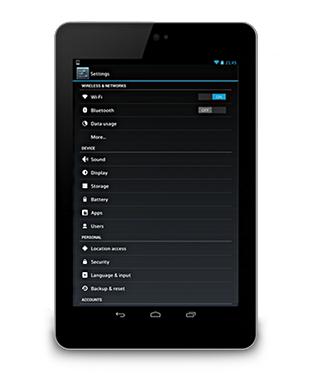 21:45
Settings
WIRELESS & NETWORKS
Wi-Fi ON
Bluetooth OFF
Data usage
More...
DEVICE
Sound
Display
Storage
Battery
Apps
Users
PERSONAL
Location access
Security
Language & input
Backup & reset
ACCOUNTS